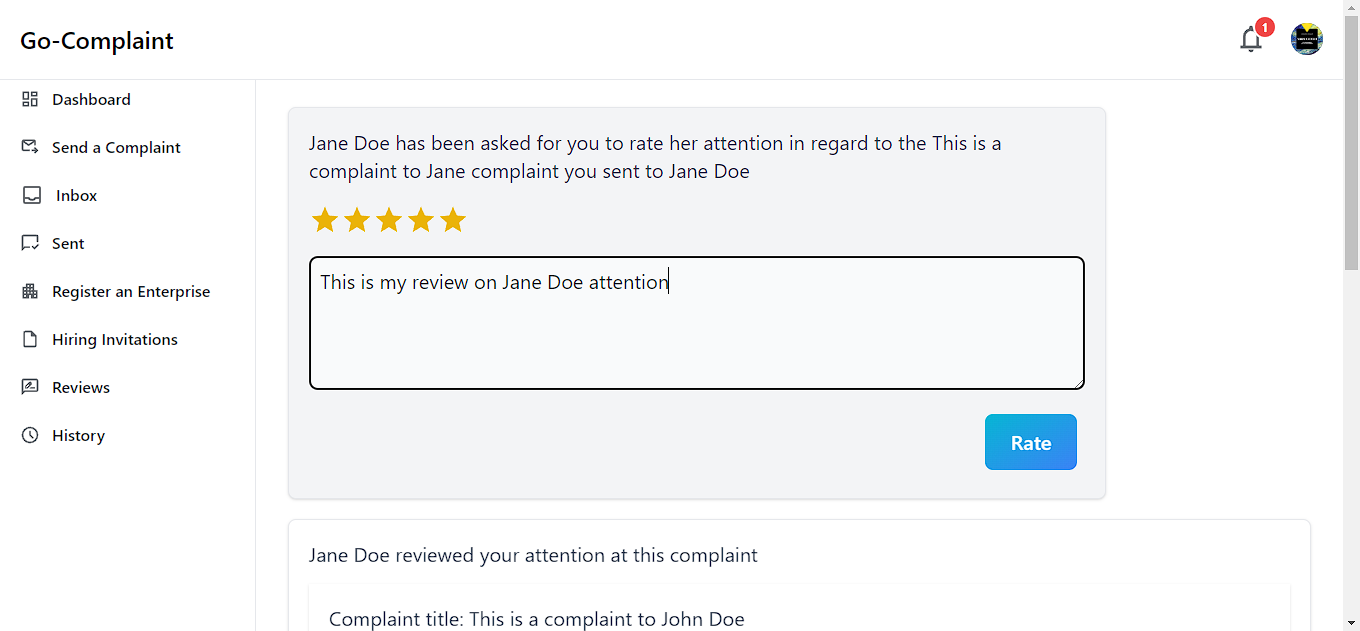 Go-Complaint
1
Dashboard
Send a Complaint
Inbox
Sent
Register an Enterprise
Hiring Invitations
Reviews
History
Jane Doe has been asked for you to rate her attention in regard to the This is a
complaint to Jane complaint you sent to Jane Doe
This is my review on Jane Doe attention
Rate
Jane Doe reviewed your attention at this complaint
Complaint title: This is a complaint to John Doe